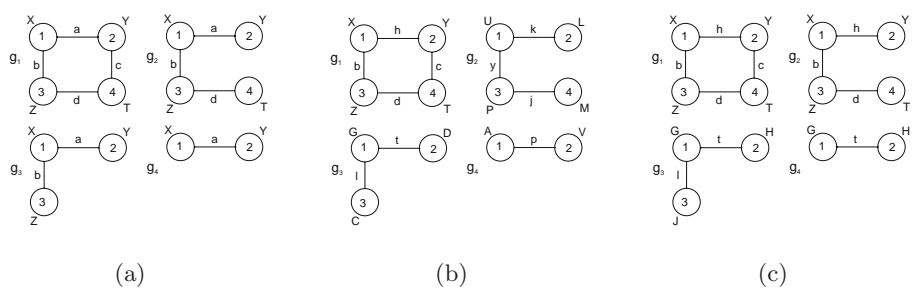 X a Y X a Y
1 2 1 2
g1 b c g2 b
3 d 4 3 d 4
Z T Z T
X a Y X a Y
1 2 1 2
g3 b g4
3
Z
(a)
X h Y U k L
1 2 1 2
g1 b c g2 y
3 d 4 3 j 4
Z T P M
G t D A p V
1 2 1 2
g3 l g4
3
C
(b)
X h Y X h Y
1 2 1 2
g1 b c g2 b
3 d 4 3 d 4
Z T Z T
G t H G t H
1 2 1 2
g3 l g4
3
J
(c)